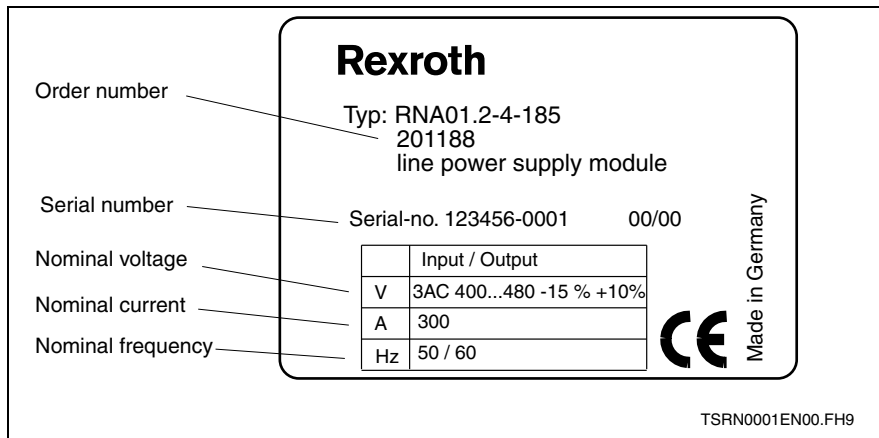 Rexroth
Order number
Typ: RNA01.2-4-185
201188
line power supply module
Serial number
Serial-no. 123456-0001 00/00
Nominal voltage
Input / Output
V 3AC 400...480 -15 % +10%
Nominal current
A 300
Nominal frequency
Hz 50 / 60
CE
Made in Germany
TSRN0001EN00.FH9